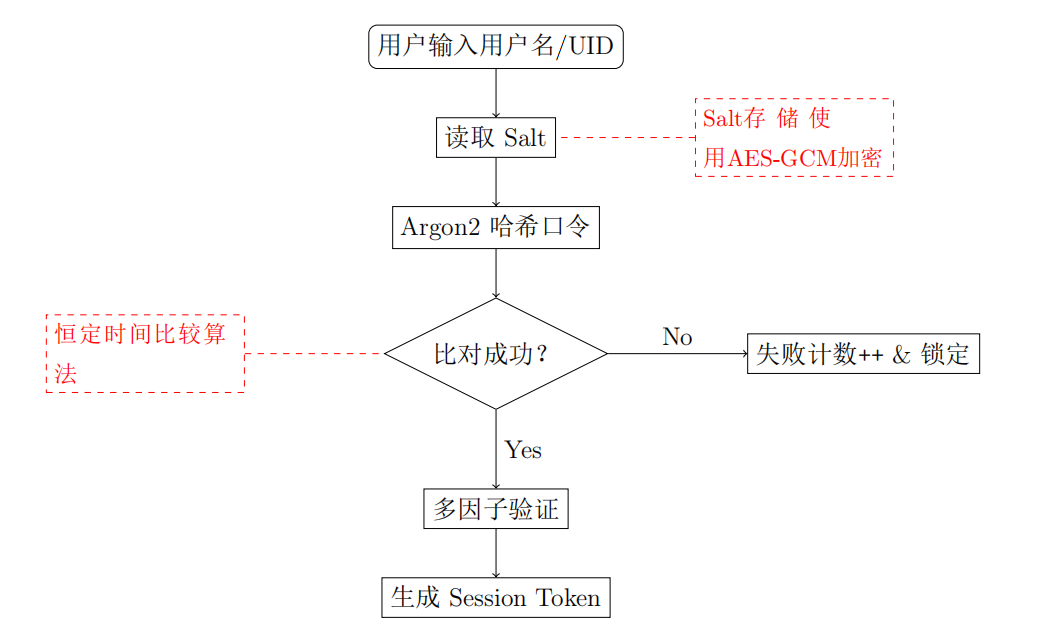 用户输入用户名/UID
读取 Salt
Salt存 储 使
用AES-GCM加密
Argon2 哈希口令
恒定时间比较算
法
比对成功？
No
失败计数++ & 锁定
Yes
多因子验证
生成 Session Token